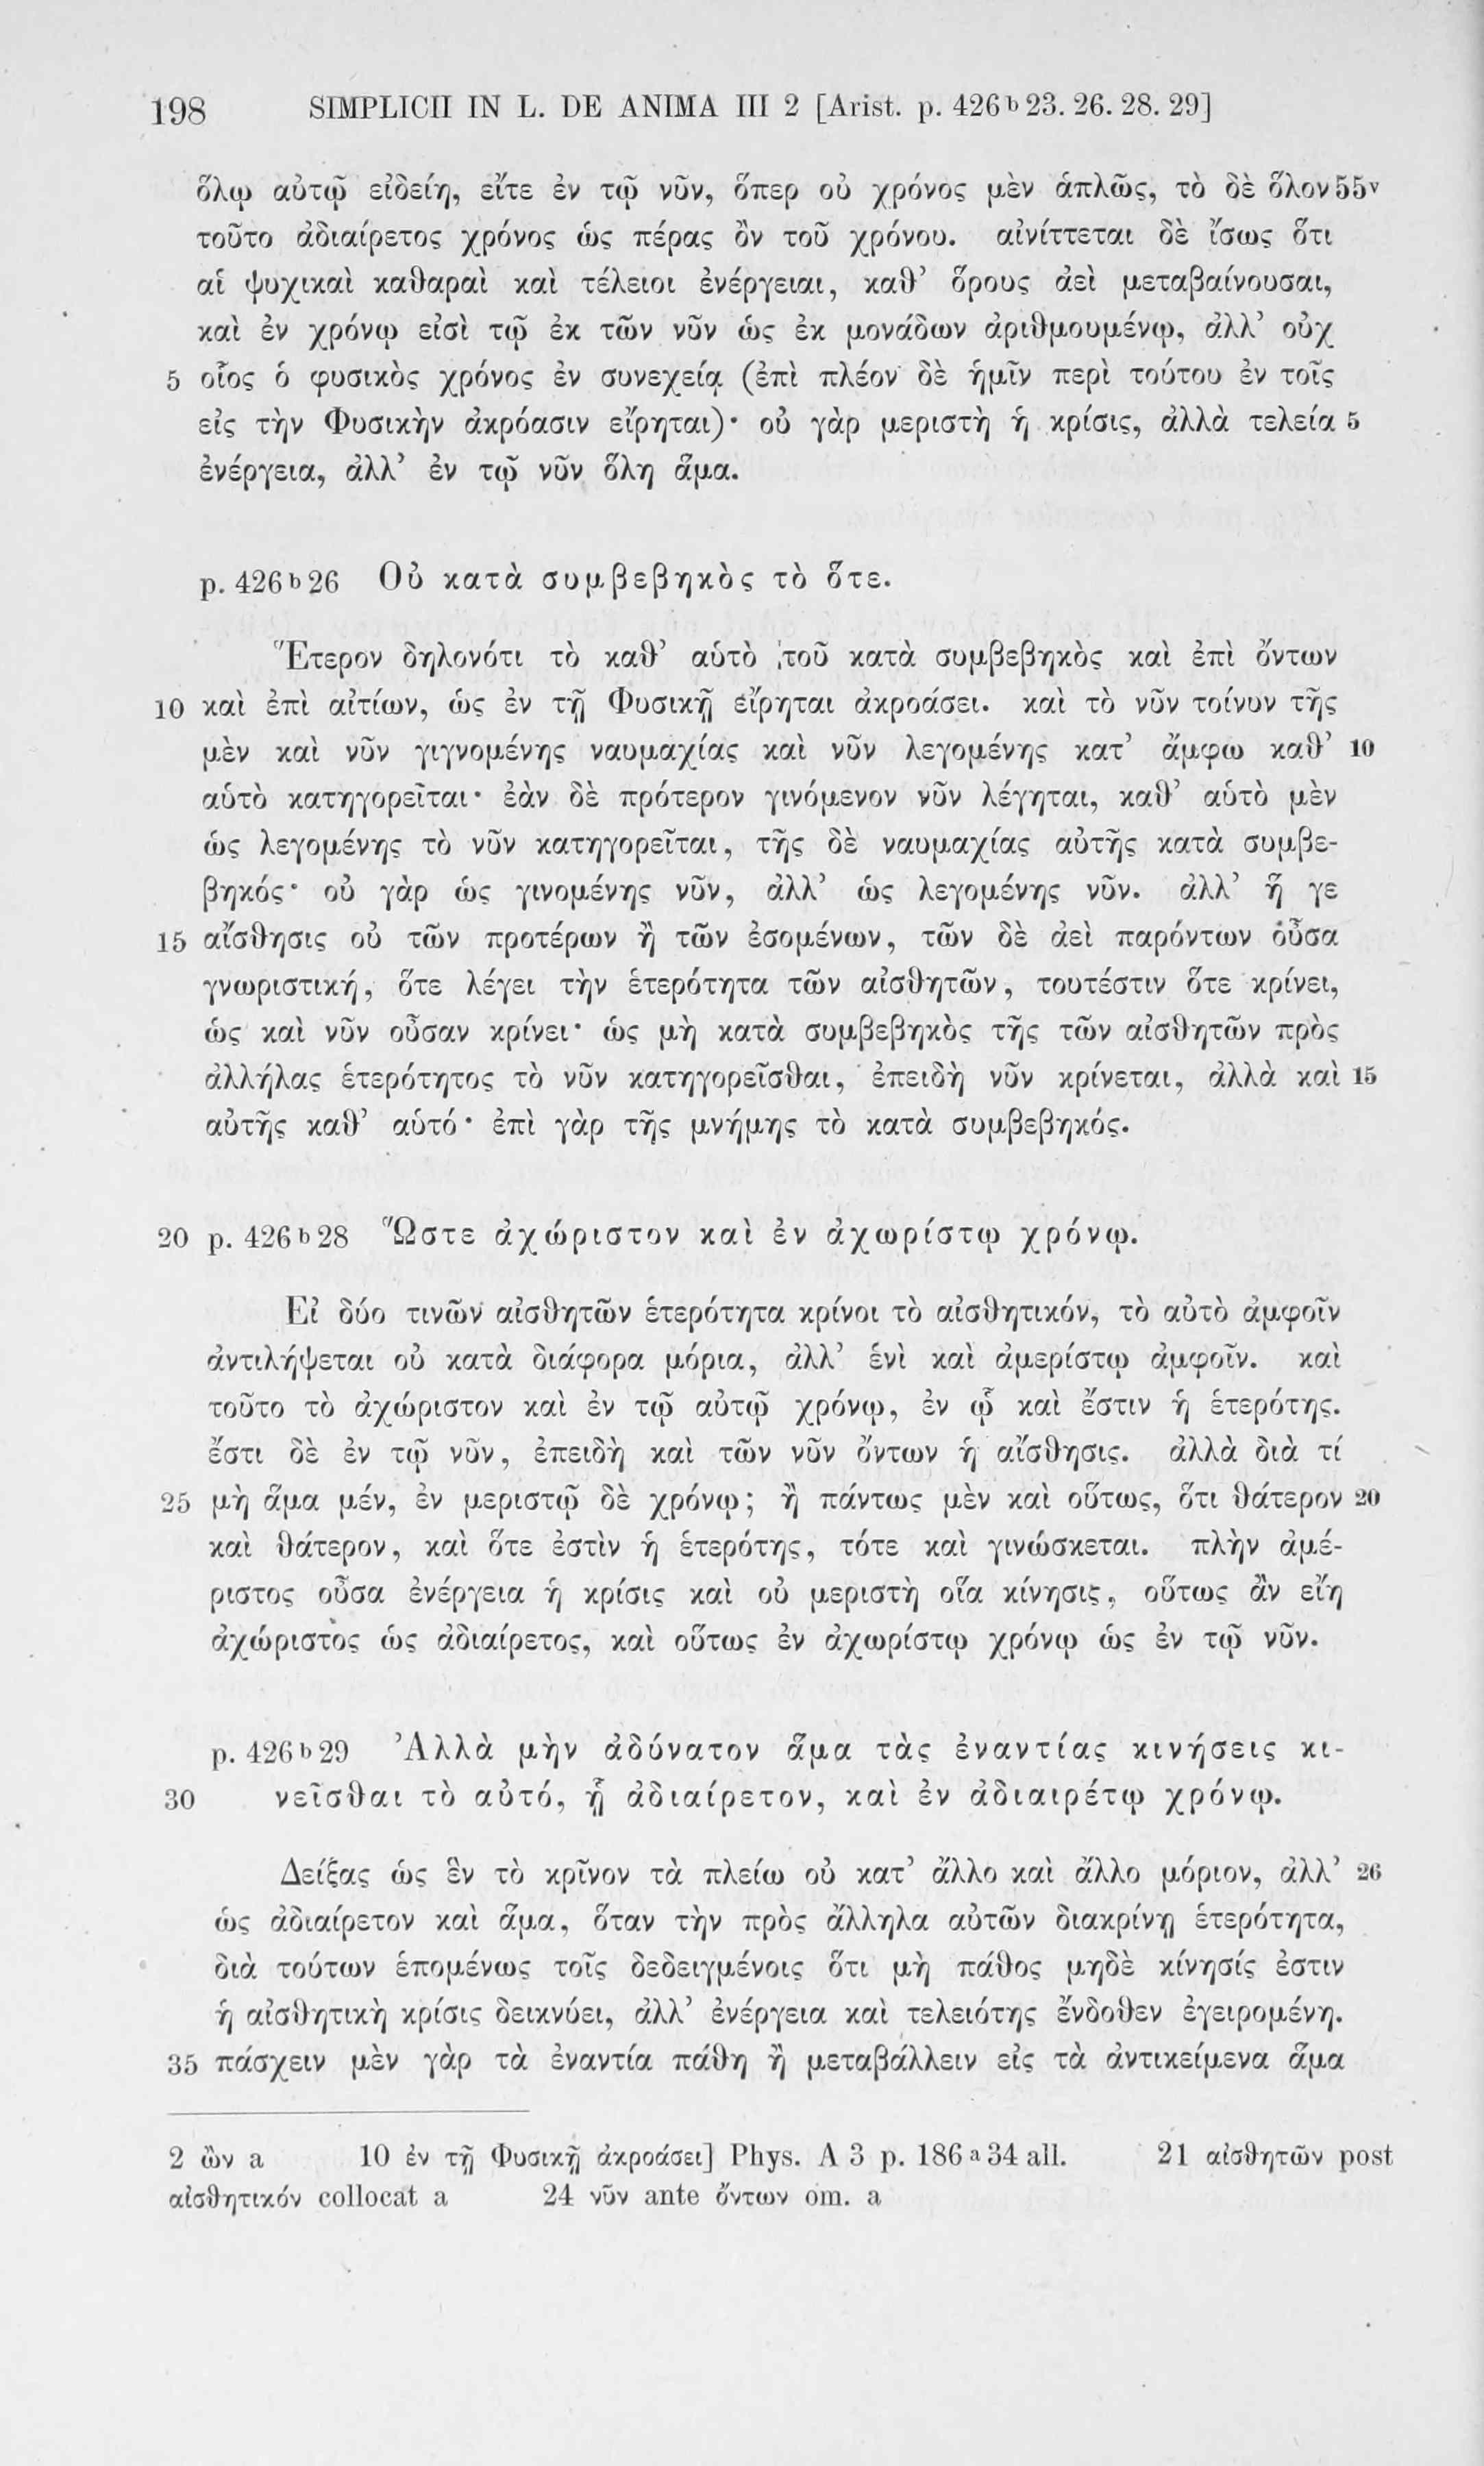 198 SIMPLICII IN L. DE ANIMA III 2 [Arist. p. 426 b 23. 26. 28. 29]
ὅλῳ αὐτῷ εἰδείη, εἴτε ἐν τῷ νῦν, ὅπερ οὐ χρόνος μὲν ἁπλῶς, τὸ δὲ ὅλον 55v
τοῦτο ἀδιαίρετος χρόνος ὡς πέρας ὂν τοῦ χρόνου. αἰνίττεται δὲ ἴσως ὅτι
αἱ ψυχικαὶ καθαραὶ καὶ τέλειοι ἐνέργειαι, καθ’ ὅρους ἀεὶ μεταβαίνουσαι,
καὶ ἐν χρόνῳ εἰσὶ τῷ ἐκ τῶν νῦν ὡς ἐκ μονάδων ἀριθμουμένῳ, ἀλλ’ οὐχ
5 οἷος ὁ φυσικὸς χρόνος ἐν συνεχείᾳ (ἐπὶ πλέον δὲ ἡμῖν περὶ τούτου ἐν τοῖς
εἰς τὴν Φυσικὴν ἀκρόασιν εἴρηται)· οὐ γὰρ μεριστὴ ἡ κρίσις, ἀλλὰ τελεία 5
ἐνέργεια, ἀλλ’ ἐν τῷ νῦν ὅλη ἅμα.
p. 426 b 26 Οὐ κατὰ συμβεβηκὸς τὸ ὅτε.
Ἕτερον δηλονότι τὸ καθ’ αὑτὸ τοῦ κατὰ συμβεβηκὸς καὶ ἐπὶ ὄντων
10 καὶ ἐπὶ αἰτίων, ὡς ἐν τῇ Φυσικῇ εἴρηται ἀκροάσει. καὶ τὸ νῦν τοίνυν τῆς
μὲν καὶ νῦν γιγνομένης ναυμαχίας καὶ νῦν λεγομένης κατ’ ἄμφω καθ’ 10
αὑτὸ κατηγορεῖται· ἐὰν δὲ πρότερον γινόμενον νῦν λέγηται, καθ’ αὑτὸ μὲν
ὡς λεγομένης τὸ νῦν κατηγορεῖται, τῆς δὲ ναυμαχίας αὐτῆς κατὰ συμβε-
βηκός· οὐ γὰρ ὡς γινομένης νῦν, ἀλλ’ ὡς λεγομένης νῦν. ἀλλ’ ἥ γε
15 αἴσθησις οὐ τῶν προτέρων ἢ τῶν ἐσομένων, τῶν δὲ ἀεὶ παρόντων οὖσα
γνωριστική, ὅτε λέγει τὴν ἑτερότητα τῶν αἰσθητῶν, τουτέστιν ὅτε κρίνει,
ὡς καὶ νῦν οὖσαν κρίνει· ὡς μὴ κατὰ συμβεβηκὸς τῆς τῶν αἰσθητῶν πρὸς
ἀλλήλας ἑτερότητος τὸ νῦν κατηγορεῖσθαι, ἐπειδὴ νῦν κρίνεται, ἀλλὰ καὶ 15
αὐτῆς καθ’ αὑτό· ἐπὶ γὰρ τῆς μνήμης τὸ κατὰ συμβεβηκός.
20 p. 426 b 28 Ὥστε ἀχώριστον καὶ ἐν ἀχωρίστῳ χρόνῳ.
Εἰ δύο τινῶν αἰσθητῶν ἑτερότητα κρίνοι τὸ αἰσθητικόν, τὸ αὐτὸ ἀμφοῖν
ἀντιλήψεται οὐ κατὰ διάφορα μόρια, ἀλλ’ ἑνὶ καὶ ἀμερίστῳ ἀμφοῖν. καὶ
τοῦτο τὸ ἀχώριστον καὶ ἐν τῷ αὐτῷ χρόνῳ, ἐν ᾧ καὶ ἔστιν ἡ ἑτερότης.
ἔστι δὲ ἐν τῷ νῦν, ἐπειδὴ καὶ τῶν νῦν ὄντων ἡ αἴσθησις. ἀλλὰ διὰ τί
25 μὴ ἅμα μέν, ἐν μεριστῷ δὲ χρόνῳ; ἢ πάντως μὲν καὶ οὕτως, ὅτι θάτερον 20
καὶ θάτερον, καὶ ὅτε ἐστὶν ἡ ἑτερότης, τότε καὶ γινώσκεται. πλὴν ἀμέ-
ριστος οὖσα ἐνέργεια ἡ κρίσις καὶ οὐ μεριστὴ οἵα κίνησις, οὕτως ἂν εἴη
ἀχώριστος ὡς ἀδιαίρετος, καὶ οὕτως ἐν ἀχωρίστῳ χρόνῳ ὡς ἐν τῷ νῦν.
p. 426 b 29 Ἀλλὰ μὴν ἀδύνατον ἅμα τὰς ἐναντίας κινήσεις κι-
30 νεῖσθαι τὸ αὐτό, ᾗ ἀδιαίρετον, καὶ ἐν ἀδιαιρέτῳ χρόνῳ.
Δείξας ὡς ἓν τὸ κρῖνον τὰ πλείω οὐ κατ’ ἄλλο καὶ ἄλλο μόριον, ἀλλ’ 26
ὡς ἀδιαίρετον καὶ ἅμα, ὅταν τὴν πρὸς ἄλληλα αὐτῶν διακρίνῃ ἑτερότητα,
διὰ τούτων ἑπομένως τοῖς δεδειγμένοις ὅτι μὴ πάθος μηδὲ κίνησίς ἐστιν
ἡ αἰσθητικὴ κρίσις δεικνύει, ἀλλ’ ἐνέργεια καὶ τελειότης ἔνδοθεν ἐγειρομένη.
35 πάσχειν μὲν γὰρ τὰ ἐναντία πάθη ἢ μεταβάλλειν εἰς τὰ ἀντικείμενα ἅμα
2 ὢν a 10 ἐν τῇ Φυσικῇ ἀκροάσει] Phys. A 3 p. 186 a 34 all. 21 αἰσθητῶν post
αἰσθητικόν collocat a 24 νῦν ante ὄντων om. a